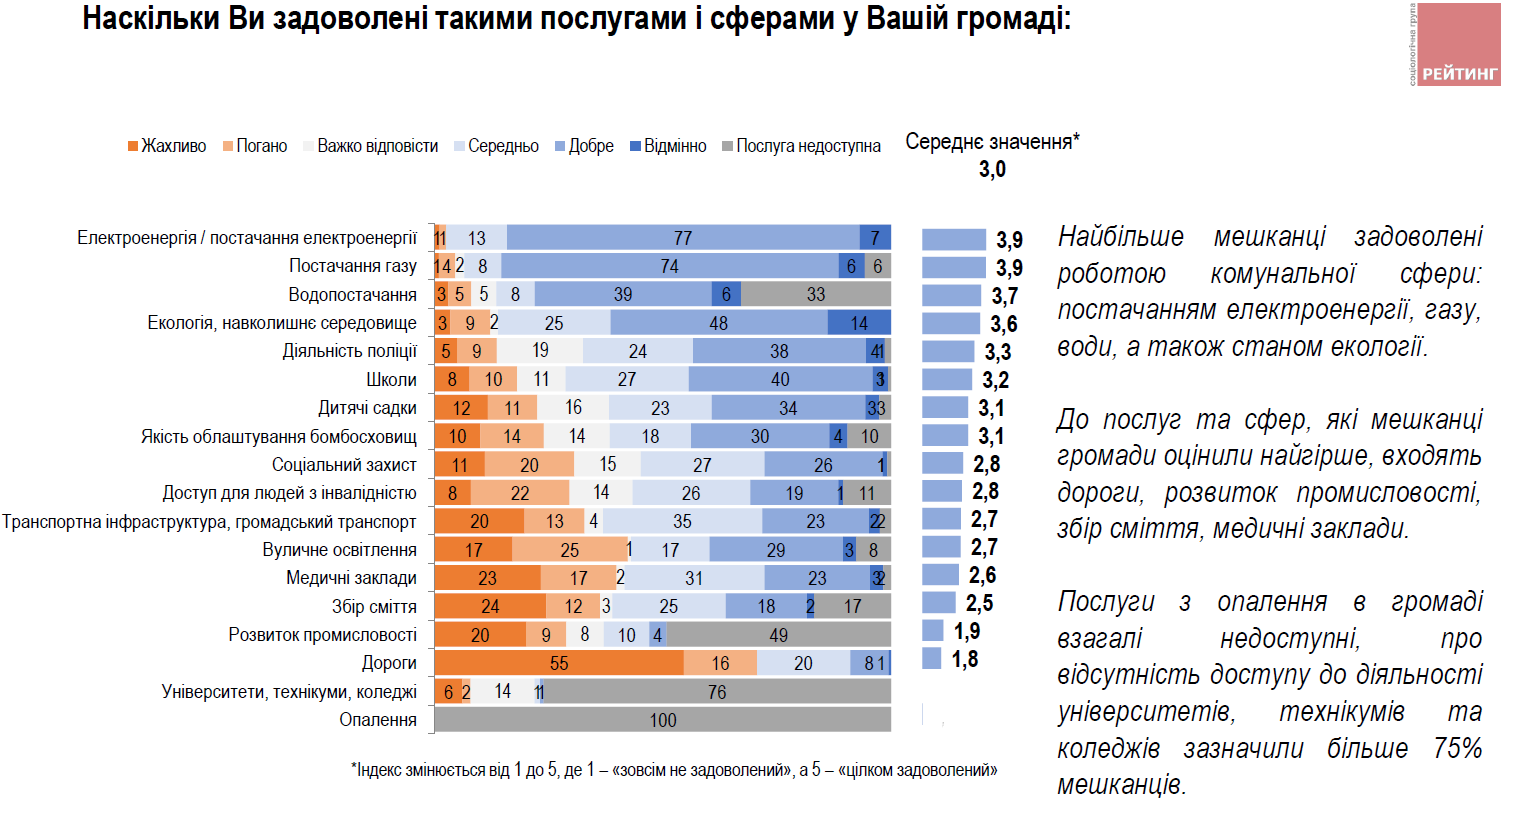 Наскільки Ви задоволені такими послугами і сферами у Вашій громаді:
соціологічна група
РЕЙТИНГ
Жахливо Погано Важко відповісти Середньо Добре Відмінно Послуга недоступна
Середнє значення*
3,0
Електроенергія / постачання електроенергії 1 1 13 77 7 3,9
Постачання газу 1 4 2 8 74 6 6 3,9
Водопостачання 3 5 5 8 39 6 33 3,7
Екологія, навколишнє середовище 3 9 2 25 48 14 3,6
Діяльність поліції 5 9 19 24 38 4 1 3,3
Школи 8 10 11 27 40 3 1 3,2
Дитячі садки 12 11 16 23 34 3 3 3,1
Якість облаштування бомбосховищ 10 14 14 18 30 4 10 3,1
Соціальний захист 11 20 15 27 26 1 2,8
Доступ для людей з інвалідністю 8 22 14 26 19 1 11 2,8
Транспортна інфраструктура, громадський транспорт 20 13 4 35 23 2 2 2,7
Вуличне освітлення 17 25 1 17 29 3 8 2,7
Медичні заклади 23 17 2 31 23 3 2 2,6
Збір сміття 24 12 3 25 18 2 17 2,5
Розвиток промисловості 20 9 8 10 4 49 1,9
Дороги 55 16 20 8 1 1,8
Університети, технікуми, коледжі 6 2 14 1 1 76
Опалення 100
*Індекс змінюється від 1 до 5, де 1 – «зовсім не задоволений», а 5 – «цілком задоволений»
Найбільше мешканці задоволені
роботою комунальної сфери:
постачанням електроенергії, газу,
води, а також станом екології.
До послуг та сфер, які мешканці
громади оцінили найгірше, входять
дороги, розвиток промисловості,
збір сміття, медичні заклади.
Послуги з опалення в громаді
взагалі недоступні, про
відсутність доступу до діяльності
університетів, технікумів та
коледжів зазначили більше 75%
мешканців.